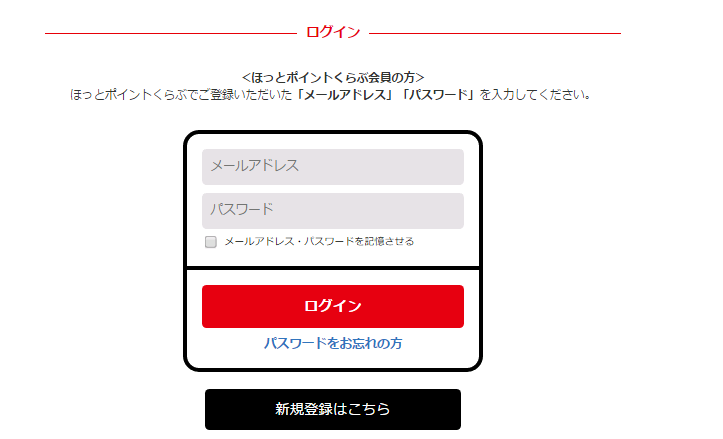 ログイン
<ほっとポイントくらぶ会員の方>
ほっとポイントくらぶでご登録いただいた「メールアドレス」「パスワード」を入力してください。
メールアドレス
パスワード
メールアドレス・パスワードを記憶させる
ログイン
パスワードをお忘れの方
新規登録はこちら